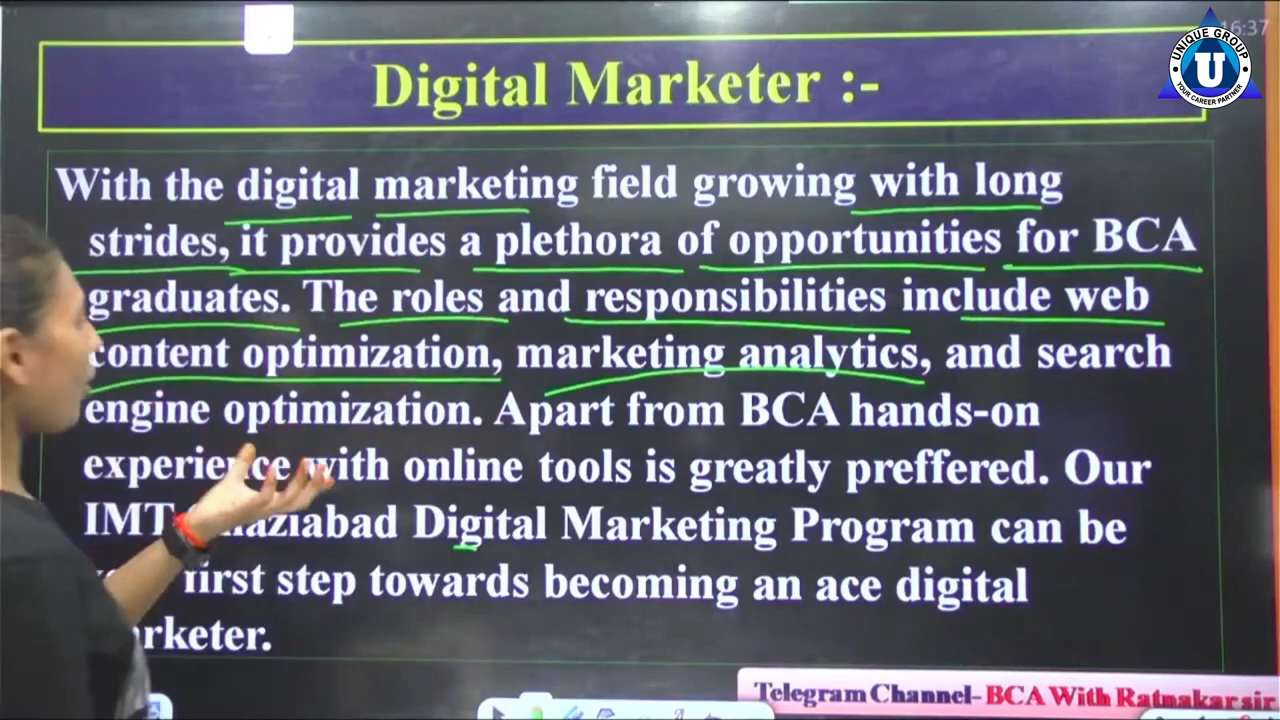 16:37
UNIQUE GROUP
U
YOUR CAREER PARTNER
Digital Marketer :-
With the digital marketing field growing with long
strides, it provides a plethora of opportunities for BCA
graduates. The roles and responsibilities include web
content optimization, marketing analytics, and search
engine optimization. Apart from BCA hands-on
experience with online tools is greatly preffered. Our
IMT Digital Marketing Program can be
first step towards becoming an ace digital
Telegram Channel- BCA With Ratnakar sir